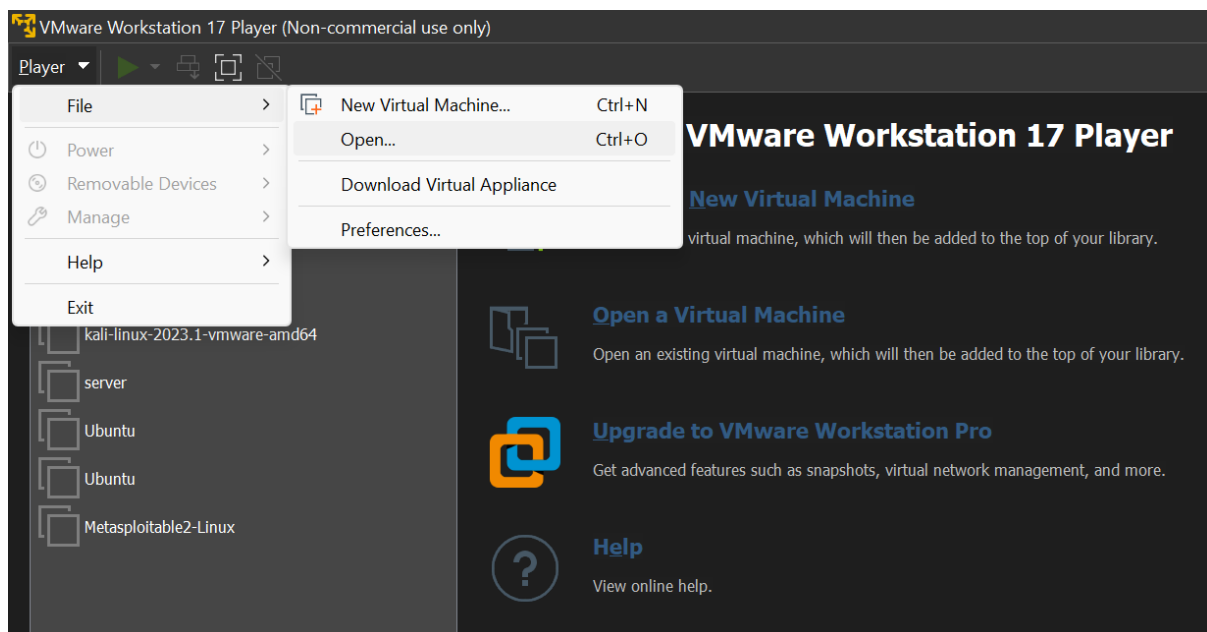 VMware Workstation 17 Player (Non-commercial use only)
Player
File
New Virtual Machine... Ctrl+N
Open... Ctrl+O
Download Virtual Appliance
Preferences...
Power
Removable Devices
Manage
Help
Exit
kali-linux-2023.1-vmware-amd64
server
Ubuntu
Ubuntu
Metasploitable2-Linux
VMware Workstation 17 Player
New Virtual Machine
virtual machine, which will then be added to the top of your library.
Open a Virtual Machine
Open an existing virtual machine, which will then be added to the top of your library.
Upgrade to VMware Workstation Pro
Get advanced features such as snapshots, virtual network management, and more.
Help
View online help.